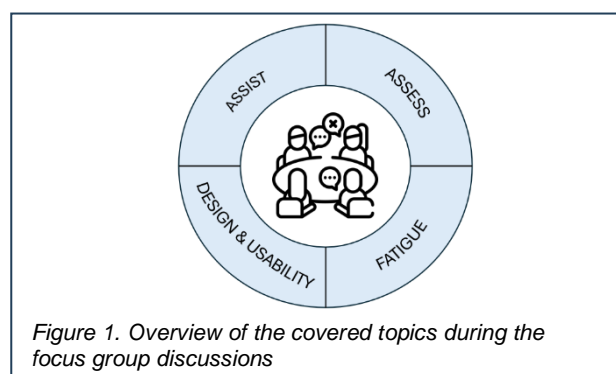 ASSIST
ASSESS
DESIGN & USABILITY
FATIGUE
Figure 1. Overview of the covered topics during the
focus group discussions